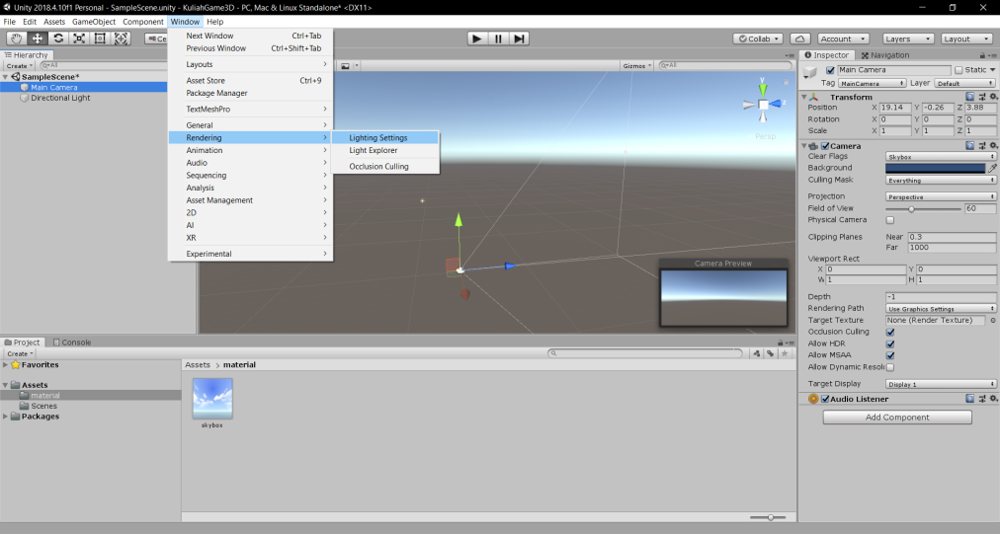 Unity 2018.4.10f1 Personal - SampleScene.unity - KuliahGame3D - PC, Mac & Linux Standalone* <DX11>
File Edit Assets GameObject Component Window Help
Ce
Collab Account Layers Layout
Next Window Ctrl+Tab
Previous Window Ctrl+Shift+Tab
Layouts
Asset Store Ctrl+9
Package Manager
TextMeshPro
General
Rendering
Animation
Audio
Sequencing
Analysis
Asset Management
2D
AI
XR
Experimental
Lighting Settings
Light Explorer
Occlusion Culling
Hierarchy
Create All
SampleScene*
Main Camera
Directional Light
Gizmos All
y
z
Persp
Camera Preview
Inspector Navigation
Main Camera Static
Tag MainCamera Layer Default
Transform
Position X 19.14 Y -0.26 Z 3.88
Rotation X 0 Y 0 Z 0
Scale X 1 Y 1 Z 1
Camera
Clear Flags Skybox
Background
Culling Mask Everything
Projection Perspective
Field of View 60
Physical Camera
Clipping Planes Near 0.3
Far 1000
Viewport Rect
X 0 Y 0
W 1 H 1
Depth -1
Rendering Path Use Graphics Settings
Target Texture None (Render Texture)
Occlusion Culling
Allow HDR
Allow MSAA
Allow Dynamic Resol
Target Display Display 1
Audio Listener
Add Component
Project Console
Create
Favorites
Assets
material
Scenes
Packages
Assets > material
skybox